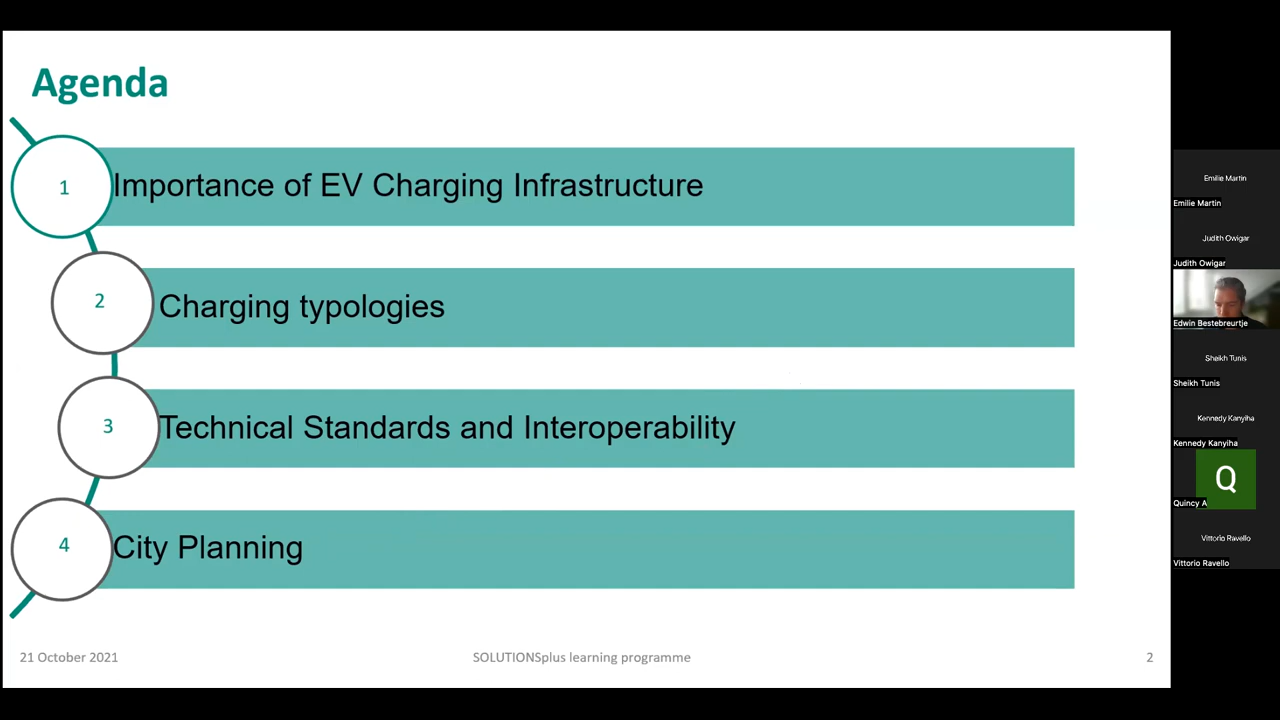 Agenda
1
Importance of EV Charging Infrastructure
2
Charging typologies
3
Technical Standards and Interoperability
4
City Planning
21 October 2021
SOLUTIONSplus learning programme
2
Emilie Martin
Emilie Martin
Judith Owigar
Judith Owigar
Edwin Bestebreurtje
Sheikh Tunis
Sheikh Tunis
Kennedy Kanyiha
Kennedy Kanyiha
Q
Quincy A
Vittorio Ravello
Vittorio Ravello